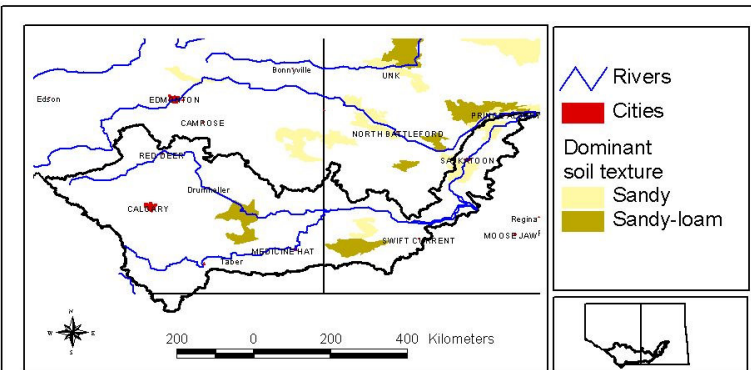 Bonnyville
UNK
Edson
EDMONTON
CAMROSE
NORTH BATTLEFORD
RED DEER
SASKATOON
Drumheller
CALGARY
Regina
SWIFT CURRENT
MOOSE JAW
MEDICINE HAT
Taber
N
W E
S
200 0 200 400 Kilometers
Rivers
Cities
Dominant
soil texture
Sandy
Sandy-loam